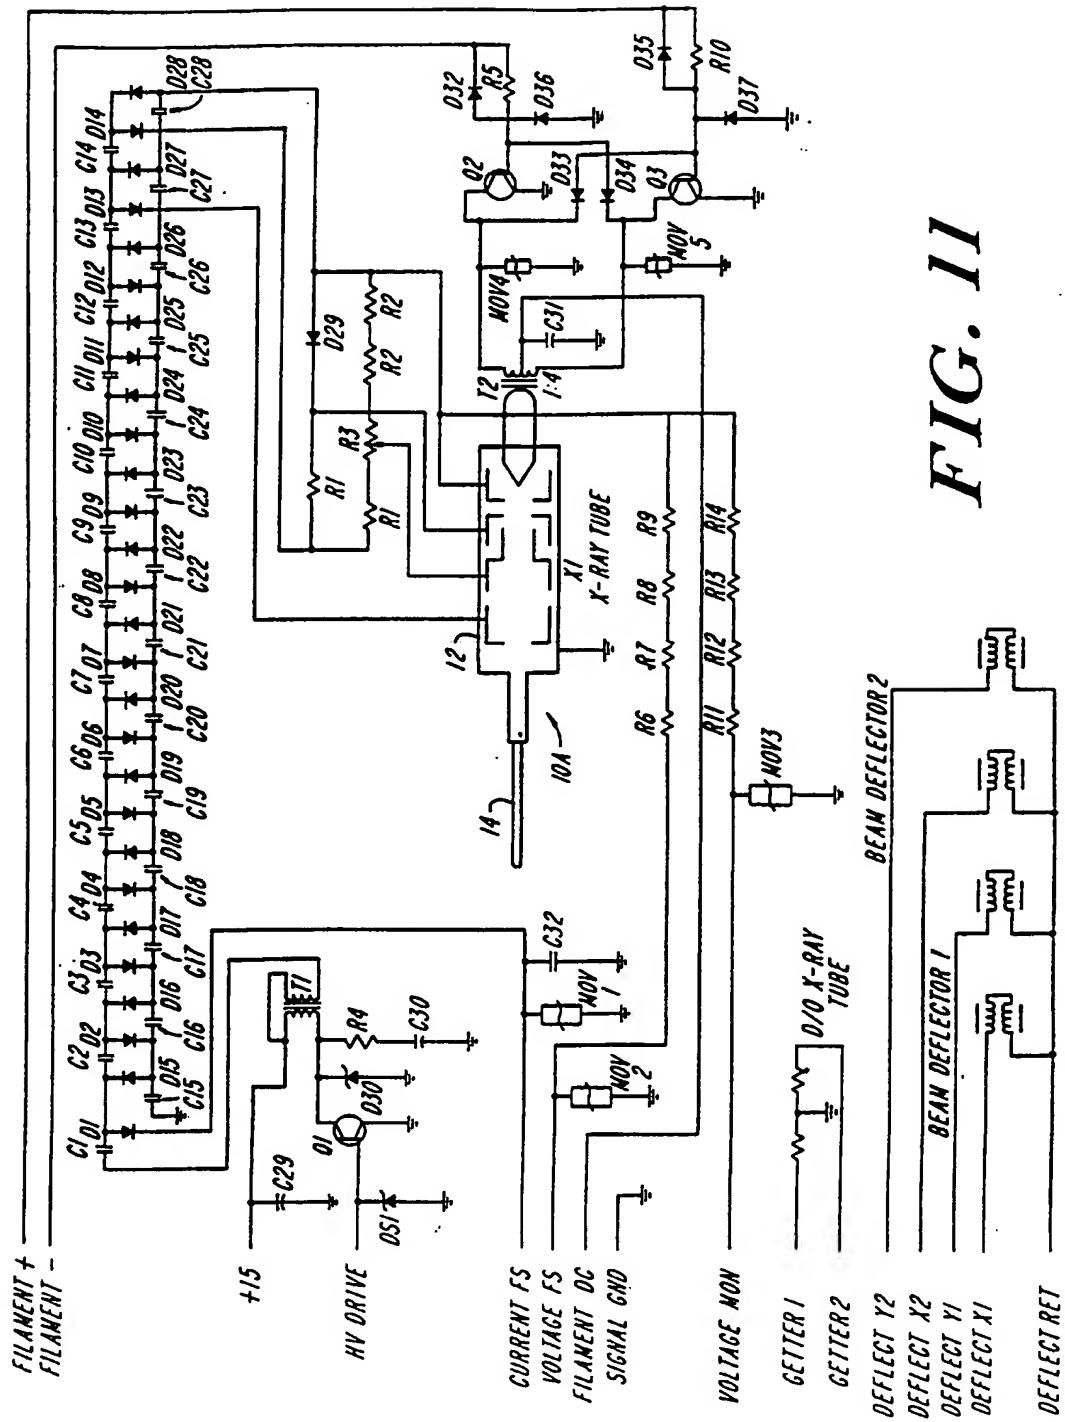 FILAMENT +
FILAMENT -
C1 D1
C2 D2
C3 D3
C4 D4
C5 D5
C6 D6
C7 D7
C8 D8
C9 D9
C10 D10
C11 D11
C12 D12
C13 D13
C14 D14
D15
C15
D16
C16
D17
C17
D18
C18
D19
C19
D20
C20
D21
C21
D22
C22
D23
C23
D24
C24
D25
C25
D26
C26
D27
C27
D28
C28
+15
C29
T1
HV DRIVE
Q1
DS1
D30
R4
C30
D29
R1
R1
R3
R2
R2
D32
R5
D36
Q2
D33
D34
Q3
D35
R10
D37
MOV4
MOV
5
C31
T2
1:4
12
X1
X-RAY TUBE
14
10A
CURRENT FS
VOLTAGE FS
FILAMENT DC
SIGNAL GND
C32
MOV
1
MOV
2
R6
R7
R8
R9
VOLTAGE MON
R11
R12
R13
R14
MOV3
GETTER 1
GETTER 2
D/O X-RAY
TUBE
DEFLECT Y2
DEFLECT X2
DEFLECT Y1
DEFLECT X1
DEFLECT RET
BEAM DEFLECTOR 1
BEAM DEFLECTOR 2
FIG. 11